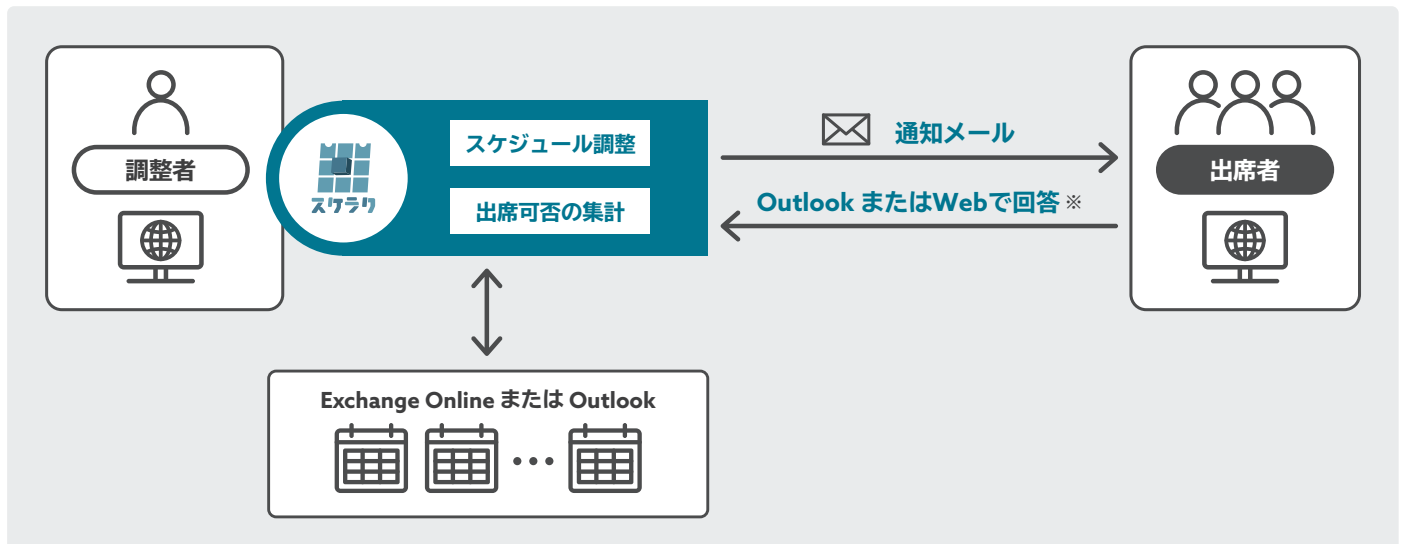 調整者
スケラク
スケジュール調整
出席可否の集計
通知メール
Outlook またはWebで回答 ※
出席者
Exchange Online または Outlook